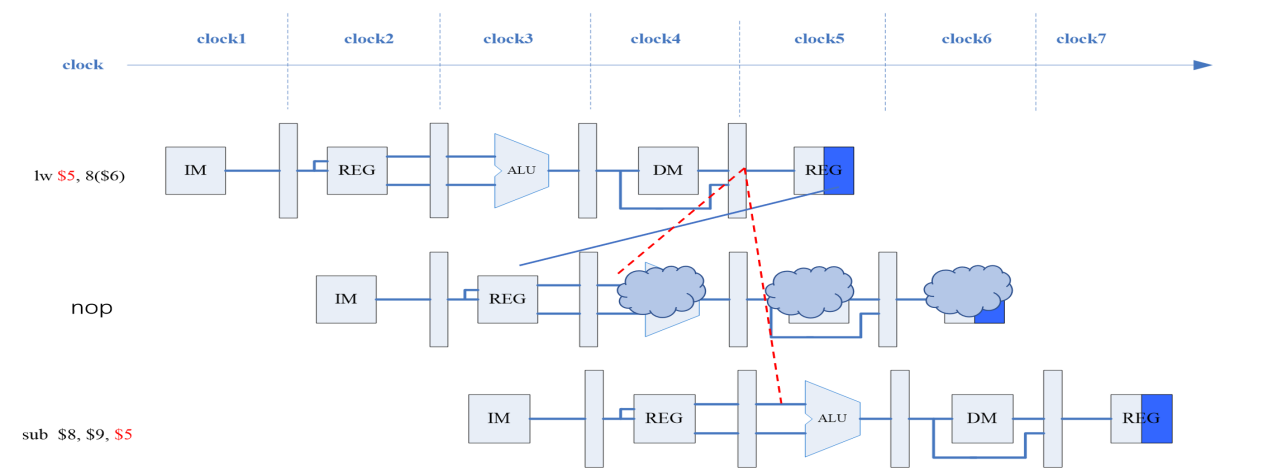 clock1 clock2 clock3 clock4 clock5 clock6 clock7
clock
IM REG ALU DM REG
lw $5, 8($6)
IM REG
nop
IM REG ALU DM REG
sub $8, $9, $5